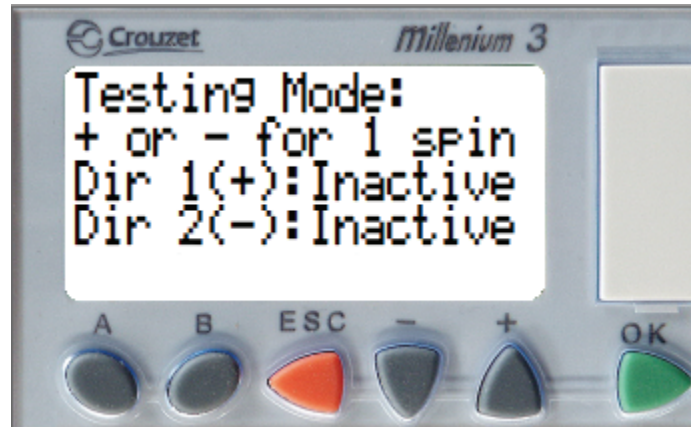 Crouzet Millenium 3
Testing Mode:
+ or - for 1 spin
Dir 1(+):Inactive
Dir 2(-):Inactive
A B ESC - + OK